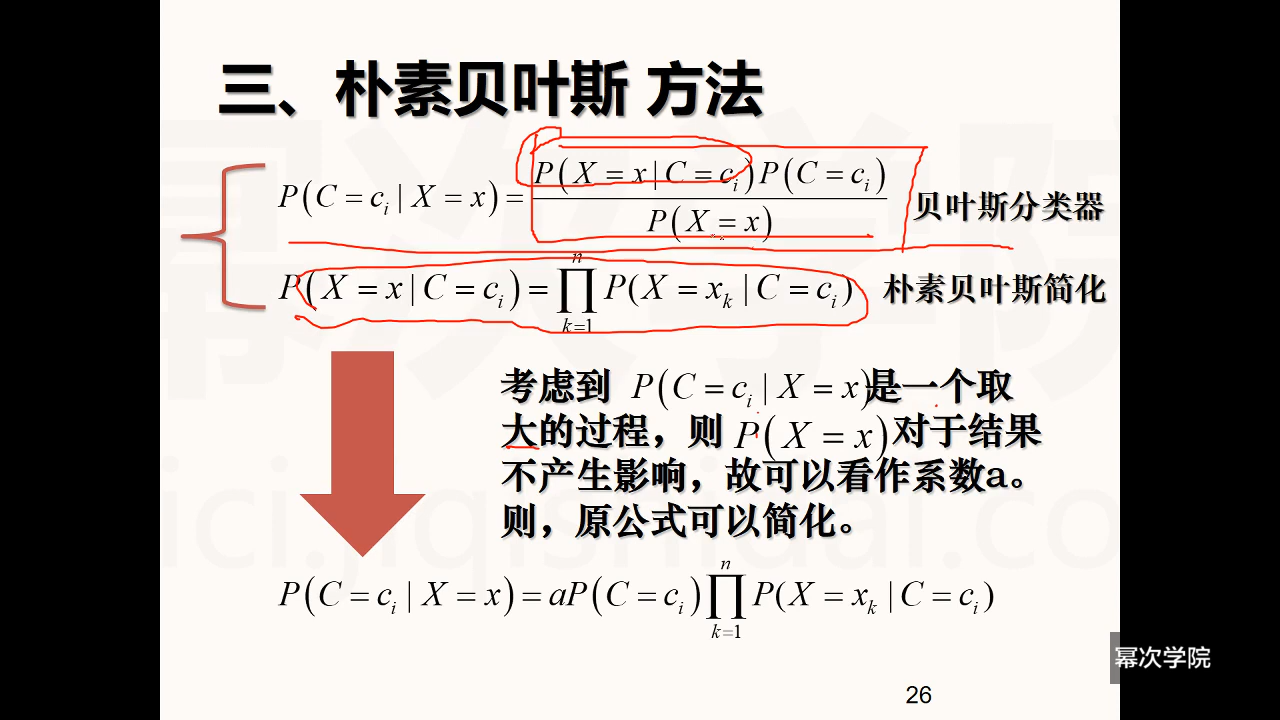 三、朴素贝叶斯 方法
P(C = c_i | X = x) = P(X = x | C = c_i) P(C = c_i) / P(X = x) 贝叶斯分类器
P(X = x | C = c_i) = ∏_{k=1}^{n} P(X = x_k | C = c_i) 朴素贝叶斯简化
考虑到 P(C = c_i | X = x) 是一个取
大的过程，则 P(X = x) 对于结果
不产生影响，故可以看作系数a。
则，原公式可以简化。
P(C = c_i | X = x) = aP(C = c_i) ∏_{k=1}^{n} P(X = x_k | C = c_i)
幂次学院
26